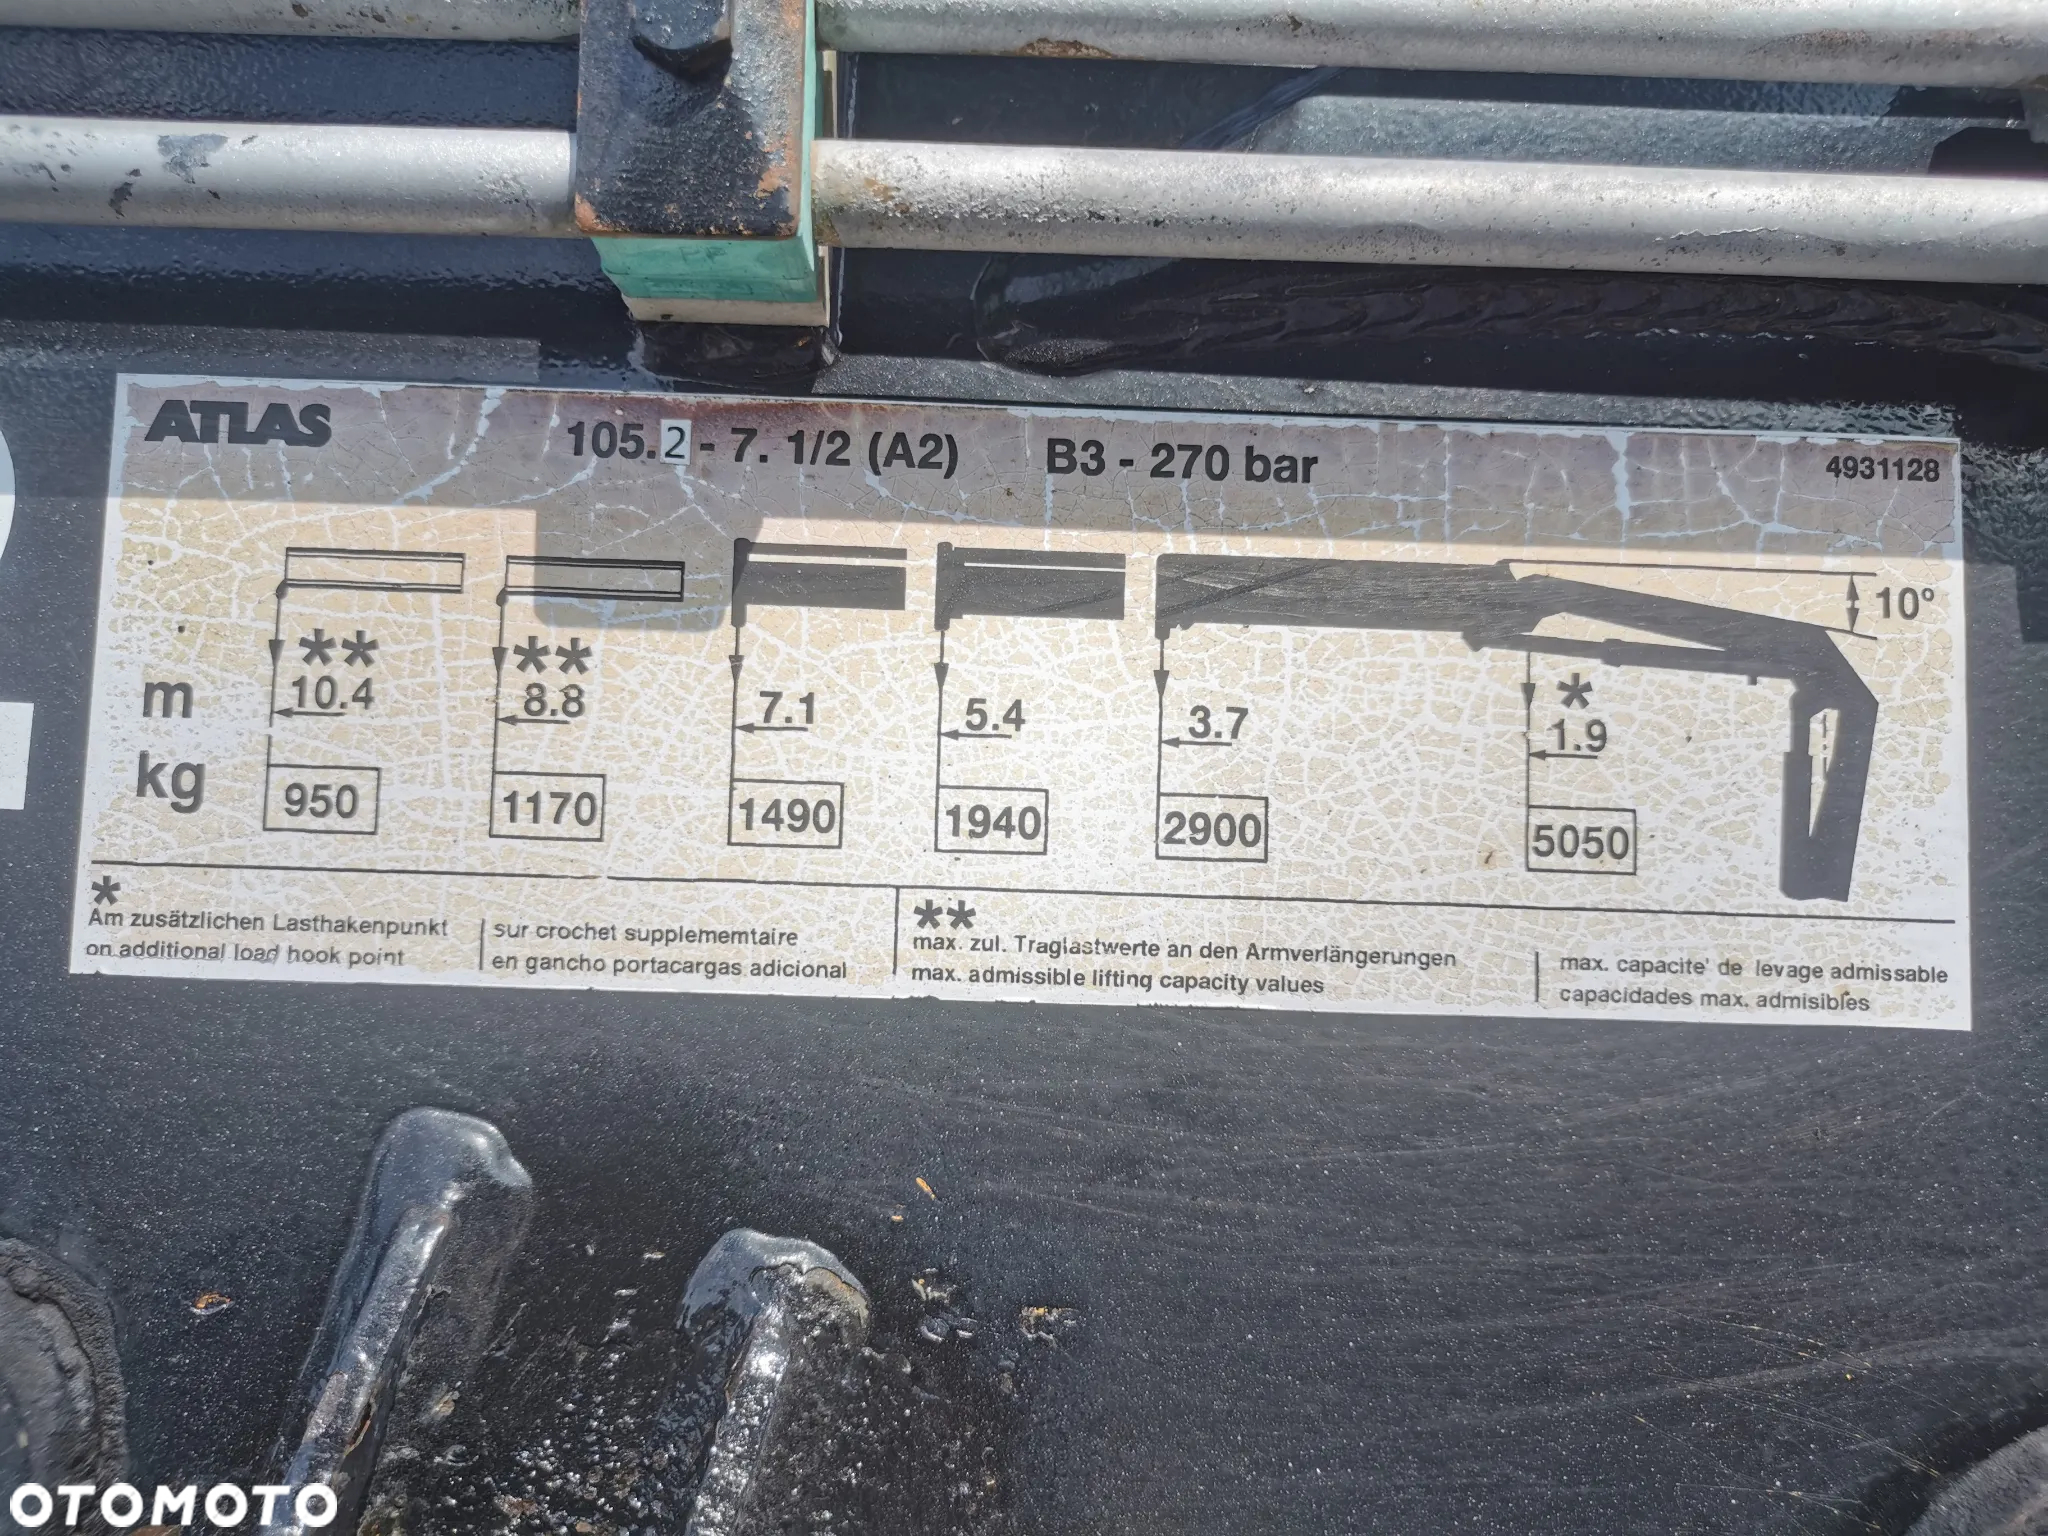 PP
ATLAS 105.2 - 7. 1/2 (A2) B3 - 270 bar 4931128
10°
m ** 10.4 ** 8.8 7.1 5.4 3.7 * 1.9
kg 950 1170 1490 1940 2900 5050
*
Am zusätzlichen Lasthakenpunkt
on additional load hook point
sur crochet supplememtaire
en gancho portacargas adicional
**
max. zul. Traglastwerte an den Armverlängerungen
max. admissible lifting capacity values
max. capacite' de levage admissable
capacidades max. admisibles
OTOMOTO